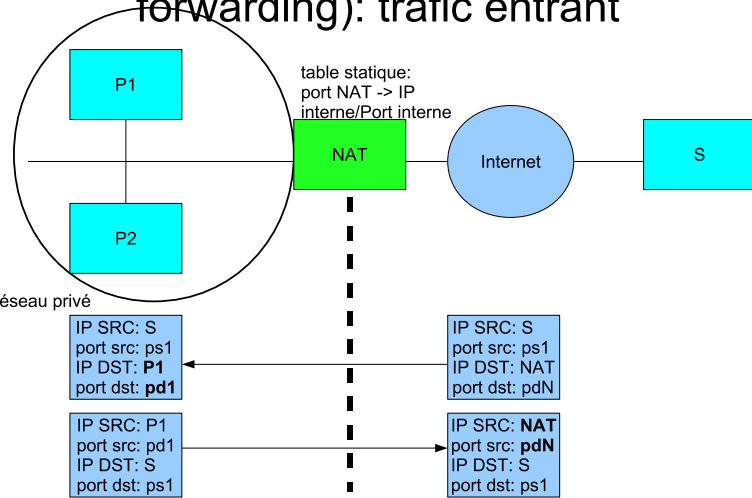 forwarding): trafic entrant
P1
table statique:
port NAT -> IP
interne/Port interne
NAT
Internet
S
P2
éseau privé
IP SRC: S
port src: ps1
IP DST: P1
port dst: pd1
IP SRC: S
port src: ps1
IP DST: NAT
port dst: pdN
IP SRC: P1
port src: pd1
IP DST: S
port dst: ps1
IP SRC: NAT
port src: pdN
IP DST: S
port dst: ps1